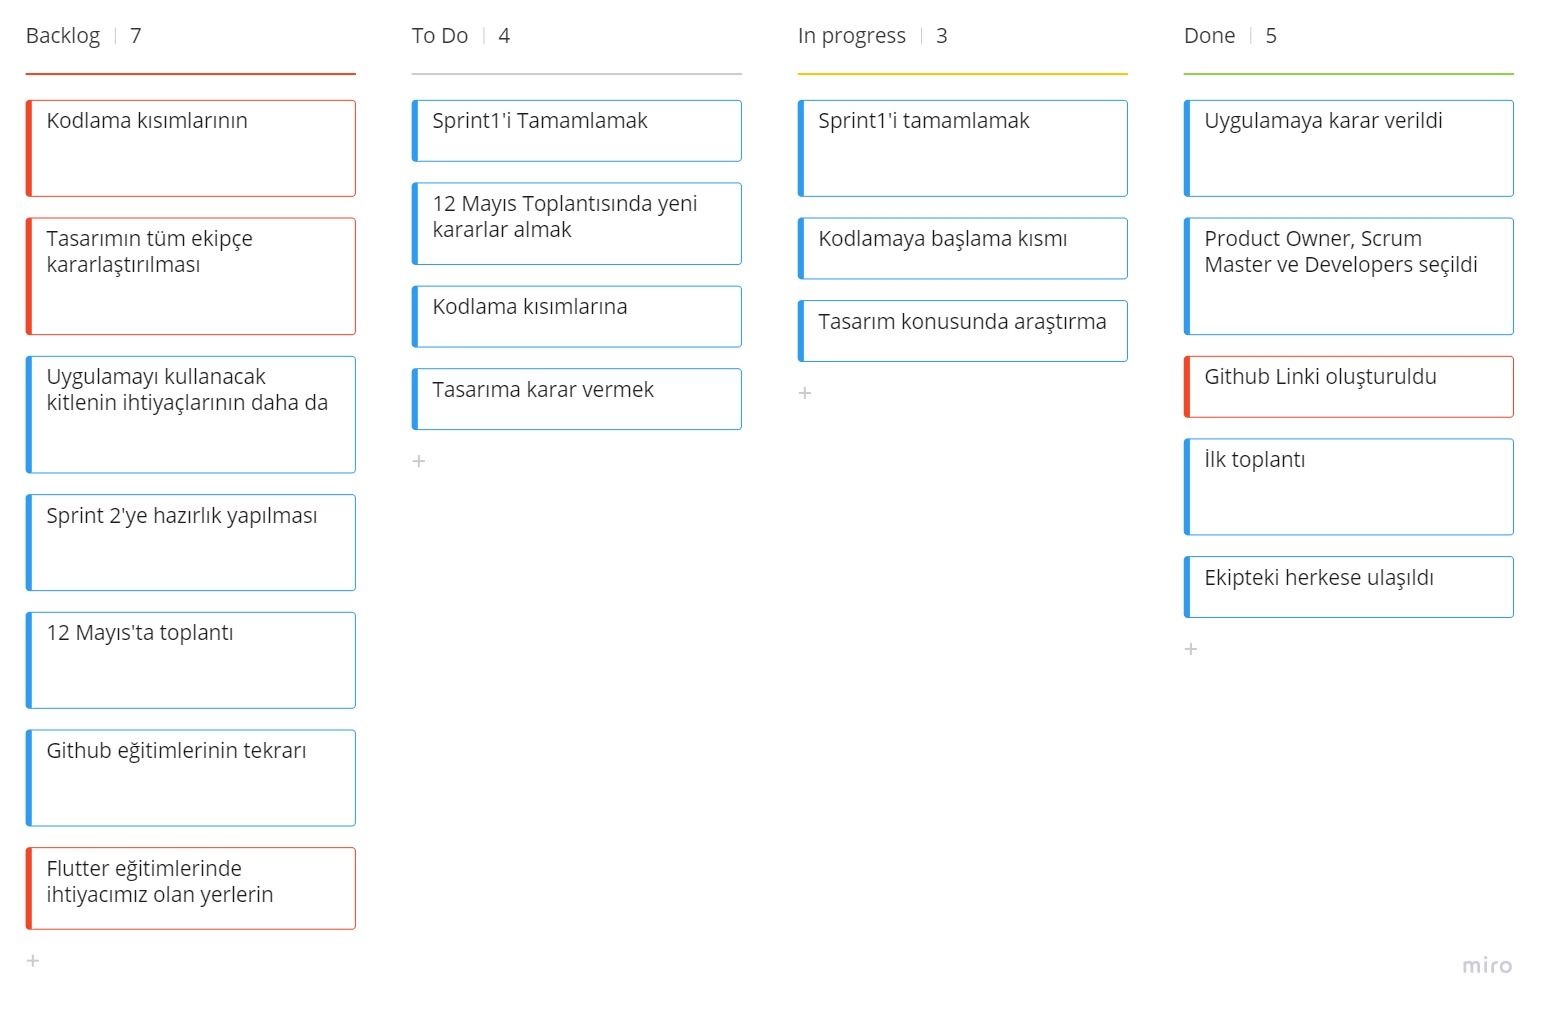 Backlog | 7
Kodlama kısımlarının
Tasarımın tüm ekipçe
kararlaştırılması
Uygulamayı kullanacak
kitlenin ihtiyaçlarının daha da
Sprint 2'ye hazırlık yapılması
12 Mayıs'ta toplantı
Github eğitimlerinin tekrarı
Flutter eğitimlerinde
ihtiyacımız olan yerlerin
To Do | 4
Sprint1'i Tamamlamak
12 Mayıs Toplantısında yeni
kararlar almak
Kodlama kısımlarına
Tasarıma karar vermek
In progress | 3
Sprint1'i tamamlamak
Kodlamaya başlama kısmı
Tasarım konusunda araştırma
Done | 5
Uygulamaya karar verildi
Product Owner, Scrum
Master ve Developers seçildi
Github Linki oluşturuldu
İlk toplantı
Ekipteki herkese ulaşıldı
miro